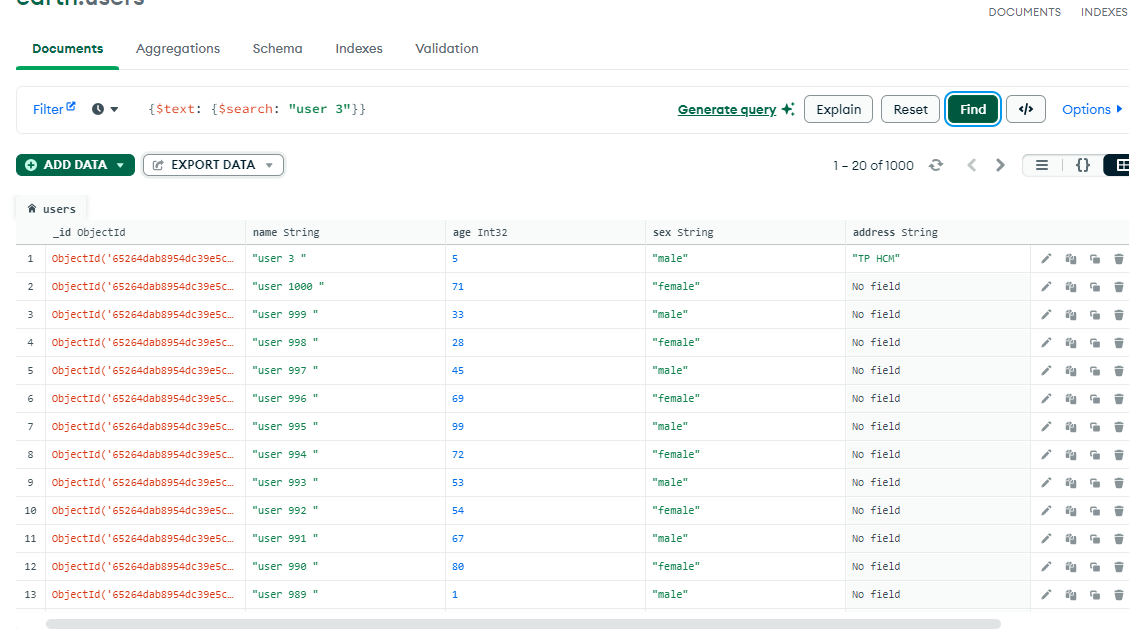 earth.users
DOCUMENTS INDEXES
Documents Aggregations Schema Indexes Validation
Filter {$text: {$search: "user 3"}} Generate query Explain Reset Find </> Options
ADD DATA EXPORT DATA 1 – 20 of 1000 {}
users
_id ObjectId name String age Int32 sex String address String
1 ObjectId('65264dab8954dc39e5c… "user 3 " 5 "male" "TP HCM"
2 ObjectId('65264dab8954dc39e5c… "user 1000 " 71 "female" No field
3 ObjectId('65264dab8954dc39e5c… "user 999 " 33 "male" No field
4 ObjectId('65264dab8954dc39e5c… "user 998 " 28 "female" No field
5 ObjectId('65264dab8954dc39e5c… "user 997 " 45 "male" No field
6 ObjectId('65264dab8954dc39e5c… "user 996 " 69 "female" No field
7 ObjectId('65264dab8954dc39e5c… "user 995 " 99 "male" No field
8 ObjectId('65264dab8954dc39e5c… "user 994 " 72 "female" No field
9 ObjectId('65264dab8954dc39e5c… "user 993 " 53 "male" No field
10 ObjectId('65264dab8954dc39e5c… "user 992 " 54 "female" No field
11 ObjectId('65264dab8954dc39e5c… "user 991 " 67 "male" No field
12 ObjectId('65264dab8954dc39e5c… "user 990 " 80 "female" No field
13 ObjectId('65264dab8954dc39e5c… "user 989 " 1 "male" No field